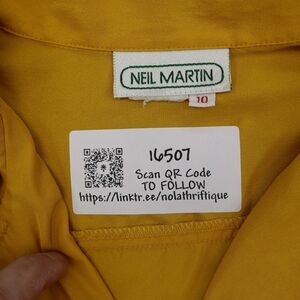 NEIL MARTIN
10
16507
Scan QR Code
TO FOLLOW
https://linktr.ee/nolathriftique